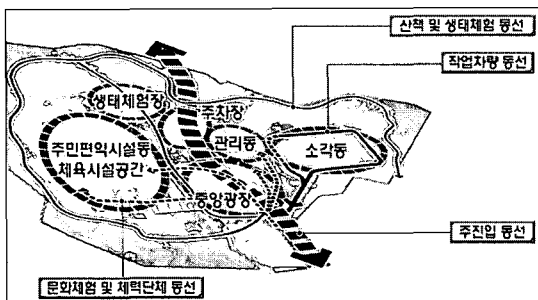 산책 및 생태체험 동선
작업차량 동선
생태체험장
주차장
주민편익시설동
체육시설공간
관리동
소각동
중앙광장
주진입 동선
문화체험 및 체력단체 동선